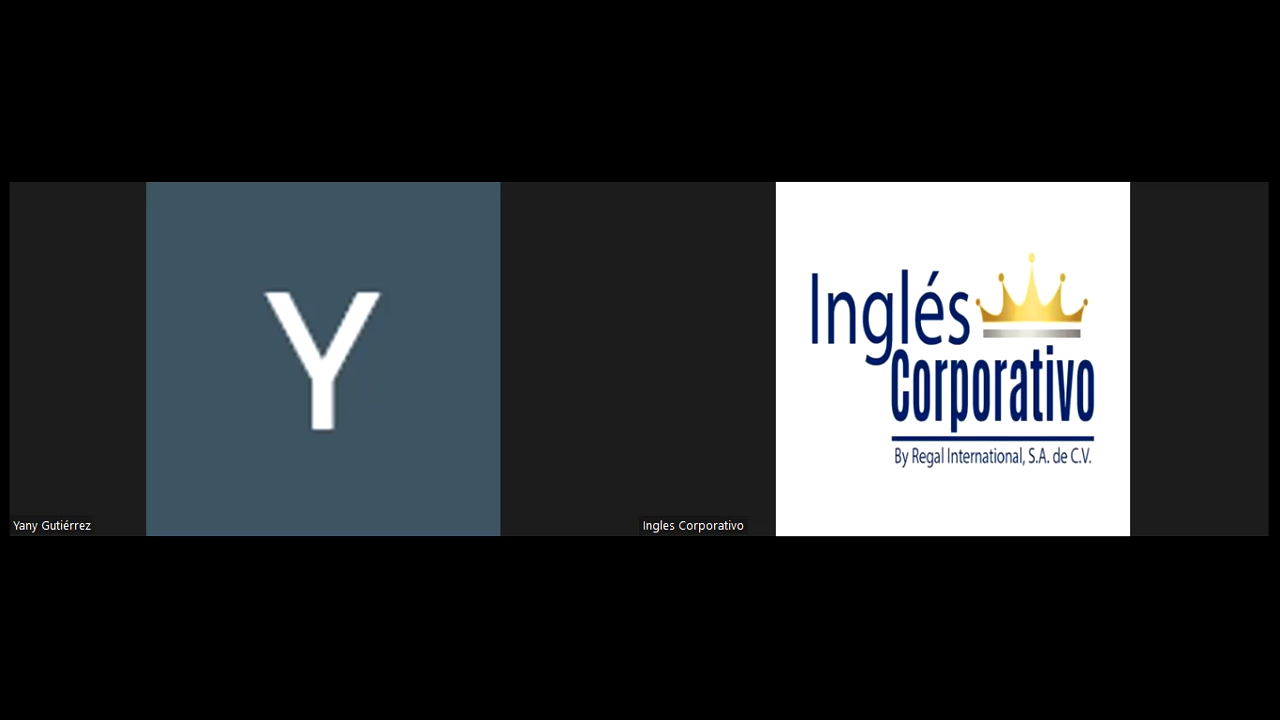 Y
Yany Gutiérrez
Inglés
Corporativo
By Regal International, S.A. de C.V.
Ingles Corporativo